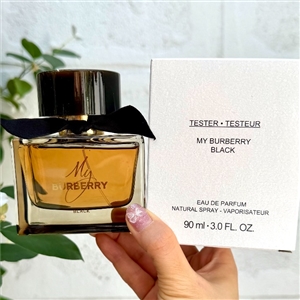 My
BURBERRY
BLACK
TESTER • TESTEUR
MY BURBERRY
BLACK
EAU DE PARFUM
NATURAL SPRAY - VAPORISATEUR
90 ml • 3.0 FL. OZ.